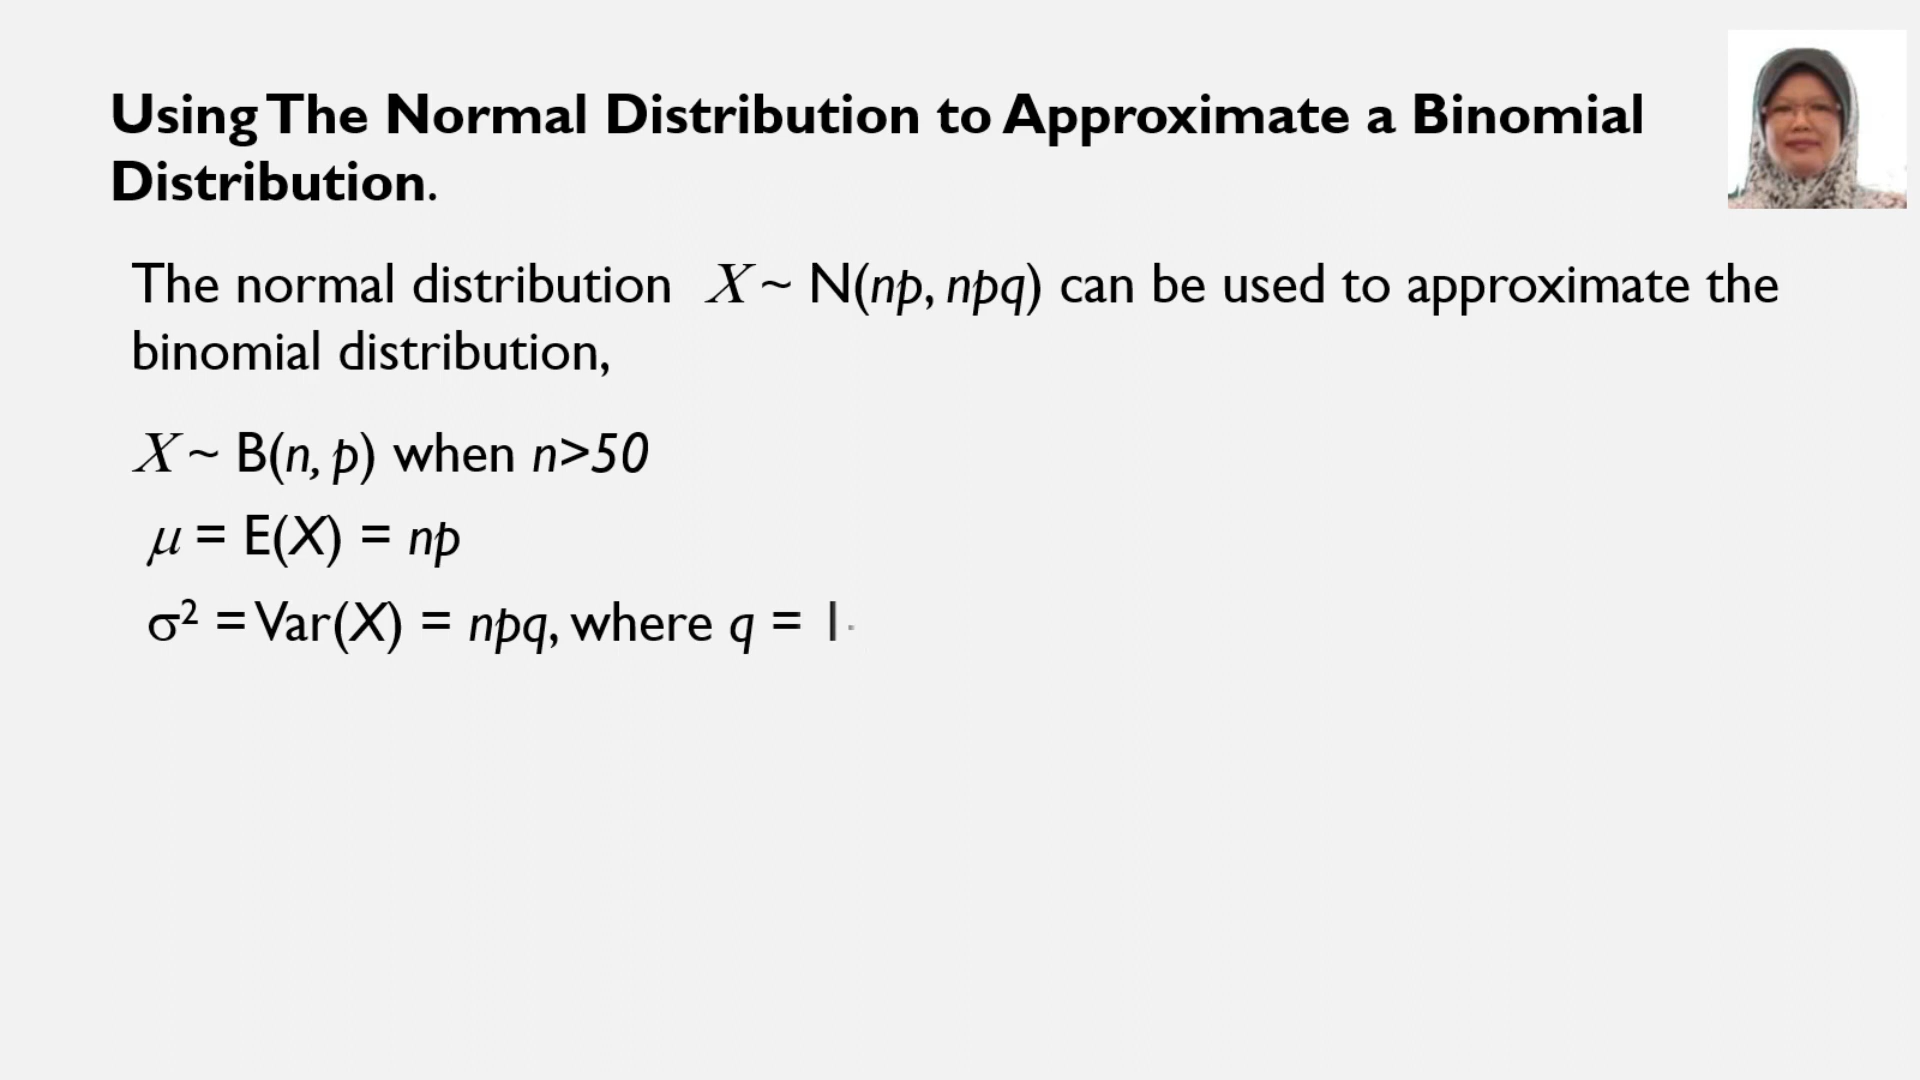 Using The Normal Distribution to Approximate a Binomial
Distribution.
The normal distribution X ~ N(np, npq) can be used to approximate the
binomial distribution,
X ~ B(n, p) when n>50
μ = E(X) = np
σ² = Var(X) = npq, where q = 1